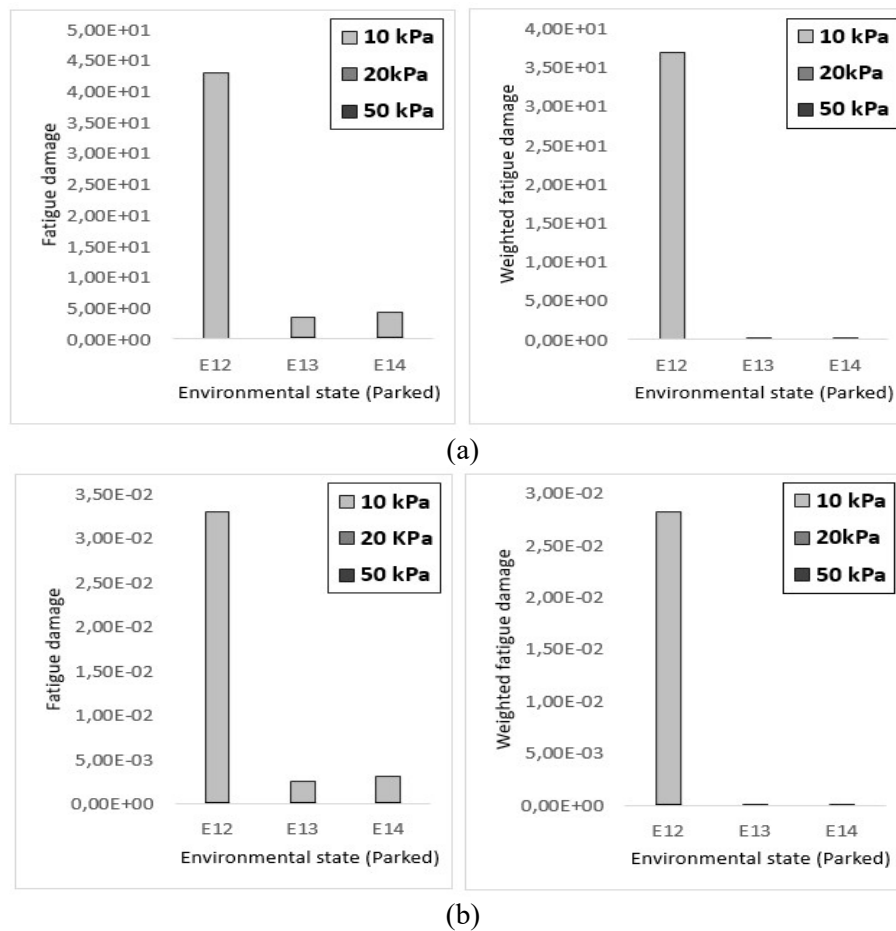 5,00E+01
4,50E+01
4,00E+01
3,50E+01
3,00E+01
2,50E+01
2,00E+01
1,50E+01
1,00E+01
5,00E+00
0,00E+00
Fatigue damage
10 kPa
20kPa
50 kPa
E12 E13 E14
Environmental state (Parked)
4,00E+01
3,50E+01
3,00E+01
2,50E+01
2,00E+01
1,50E+01
1,00E+01
5,00E+00
0,00E+00
Weighted fatigue damage
10 kPa
20kPa
50 kPa
E12 E13 E14
Environmental state (Parked)
(a)
3,50E-02
3,00E-02
2,50E-02
2,00E-02
1,50E-02
1,00E-02
5,00E-03
0,00E+00
Fatigue damage
10 kPa
20 KPa
50 kPa
E12 E13 E14
Environmental state (Parked)
3,00E-02
2,50E-02
2,00E-02
1,50E-02
1,00E-02
5,00E-03
0,00E+00
Weighted fatigue damage
10 kPa
20kPa
50 kPa
E12 E13 E14
Environmental state (Parked)
(b)